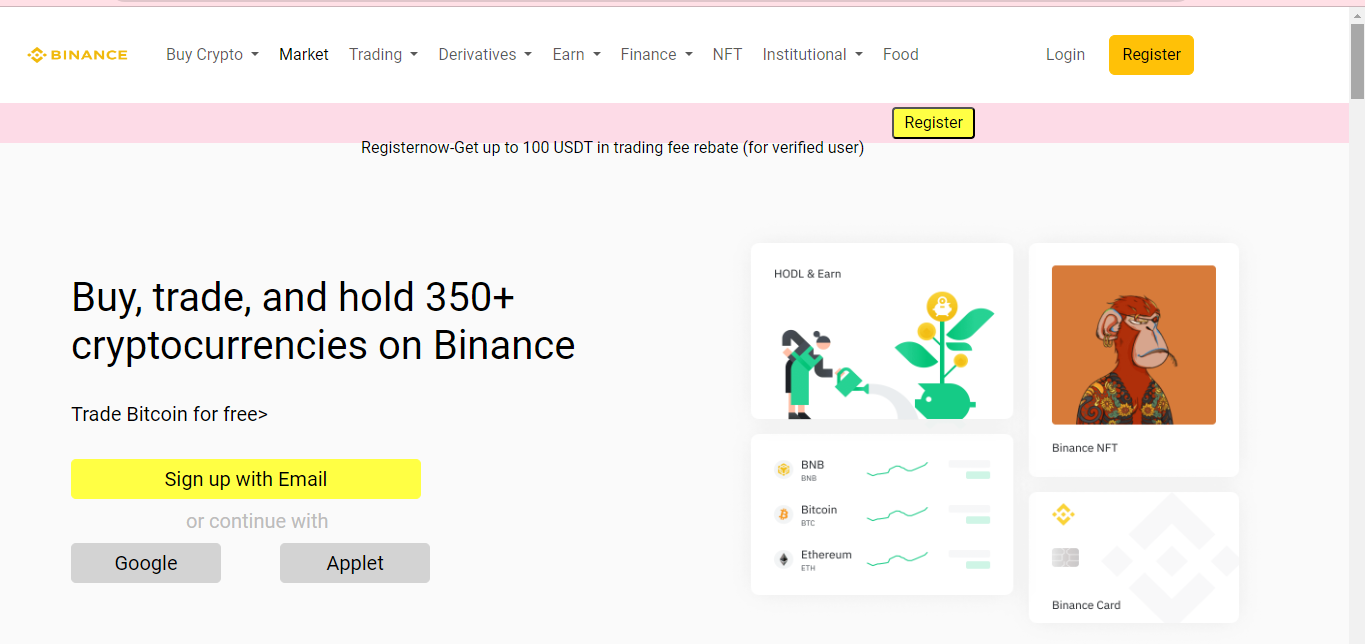 BINANCE Buy Crypto Market Trading Derivatives Earn Finance NFT Institutional Food Login Register
Register
Registernow-Get up to 100 USDT in trading fee rebate (for verified user)
Buy, trade, and hold 350+
cryptocurrencies on Binance
Trade Bitcoin for free>
Sign up with Email
or continue with
Google Applet
HODL & Earn
Binance NFT
BNB
BNB
Bitcoin
BTC
Ethereum
ETH
Binance Card